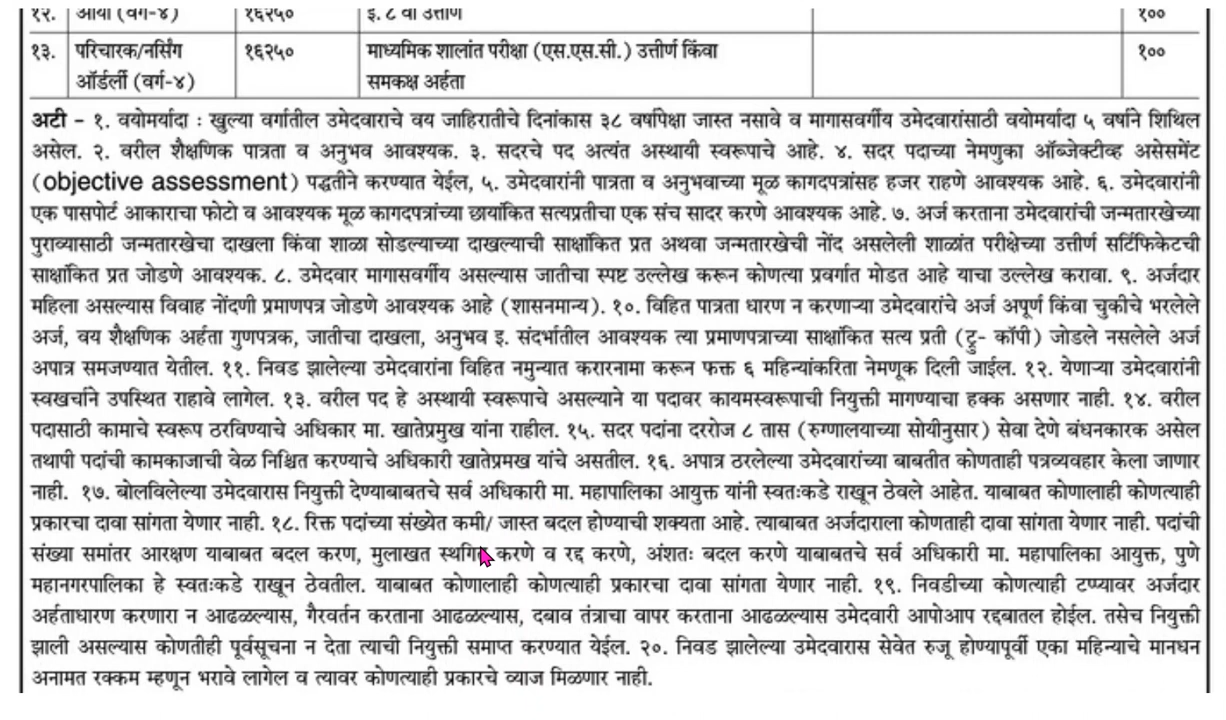 १२. आया (वर्ग-४) १६२५० इ. ८ वी उत्तीर्ण १००
१३. परिचारक/नर्सिंग १६२५० माध्यमिक शालांत परीक्षा (एस.एस.सी.) उत्तीर्ण किंवा १००
ऑर्डर्ली (वर्ग-४) समकक्ष अर्हता
अटी – १. वयोमर्यादा : खुल्या वर्गातील उमेदवाराचे वय जाहिरातीचे दिनांकास ३८ वर्षापेक्षा जास्त नसावे व मागासवर्गीय उमेदवारांसाठी वयोमर्यादा ५ वर्षाने शिथिल
असेल. २. वरील शैक्षणिक पात्रता व अनुभव आवश्यक. ३. सदरचे पद अत्यंत अस्थायी स्वरूपाचे आहे. ४. सदर पदाच्या नेमणुका ऑब्जेक्टीव्ह असेसमेंट
(objective assessment) पद्धतीने करण्यात येईल, ५. उमेदवारांनी पात्रता व अनुभवाच्या मूळ कागदपत्रांसह हजर राहणे आवश्यक आहे. ६. उमेदवारांनी
एक पासपोर्ट आकाराचा फोटो व आवश्यक मूळ कागदपत्रांच्या छायांकित सत्यप्रतीचा एक संच सादर करणे आवश्यक आहे. ७. अर्ज करताना उमेदवारांची जन्मतारखेच्या
पुराव्यासाठी जन्मतारखेचा दाखला किंवा शाळा सोडल्याच्या दाखल्याची साक्षांकित प्रत अथवा जन्मतारखेची नोंद असलेली शाळांत परीक्षेच्या उत्तीर्ण सर्टिफिकेटची
साक्षांकित प्रत जोडणे आवश्यक. ८. उमेदवार मागासवर्गीय असल्यास जातीचा स्पष्ट उल्लेख करून कोणत्या प्रवर्गात मोडत आहे याचा उल्लेख करावा. ९. अर्जदार
महिला असल्यास विवाह नोंदणी प्रमाणपत्र जोडणे आवश्यक आहे (शासनमान्य). १०. विहित पात्रता धारण न करणाऱ्या उमेदवारांचे अर्ज अपूर्ण किंवा चुकीचे भरलेले
अर्ज, वय शैक्षणिक अर्हता गुणपत्रक, जातीचा दाखला, अनुभव इ. संदर्भातील आवश्यक त्या प्रमाणपत्राच्या साक्षांकित सत्य प्रती (ट्रु- कॉपी) जोडले नसलेले अर्ज
अपात्र समजण्यात येतील. ११. निवड झालेल्या उमेदवारांना विहित नमुन्यात करारनामा करून फक्त ६ महिन्यांकरिता नेमणूक दिली जाईल. १२. येणाऱ्या उमेदवारांनी
स्वखर्चाने उपस्थित राहावे लागेल. १३. वरील पद हे अस्थायी स्वरूपाचे असल्याने या पदावर कायमस्वरूपाची नियुक्ती मागण्याचा हक्क असणार नाही. १४. वरील
पदासाठी कामाचे स्वरूप ठरविण्याचे अधिकार मा. खातेप्रमुख यांना राहील. १५. सदर पदांना दररोज ८ तास (रुग्णालयाच्या सोयीनुसार) सेवा देणे बंधनकारक असेल
तथापी पदांची कामकाजाची वेळ निश्चित करण्याचे अधिकारी खातेप्रमख यांचे असतील. १६. अपात्र ठरलेल्या उमेदवारांच्या बाबतीत कोणताही पत्रव्यवहार केला जाणार
नाही. १७. बोलविलेल्या उमेदवारास नियुक्ती देण्याबाबतचे सर्व अधिकारी मा. महापालिका आयुक्त यांनी स्वतःकडे राखून ठेवले आहेत. याबाबत कोणालाही कोणत्याही
प्रकारचा दावा सांगता येणार नाही. १८. रिक्त पदांच्या संख्येत कमी/ जास्त बदल होण्याची शक्यता आहे. त्याबाबत अर्जदाराला कोणताही दावा सांगता येणार नाही. पदांची
संख्या समांतर आरक्षण याबाबत बदल करण, मुलाखत स्थगित करणे व रद्द करणे, अंशतः बदल करणे याबाबतचे सर्व अधिकारी मा. महापालिका आयुक्त, पुणे
महानगरपालिका हे स्वतःकडे राखून ठेवतील. याबाबत कोणालाही कोणत्याही प्रकारचा दावा सांगता येणार नाही. १९. निवडीच्या कोणत्याही टप्प्यावर अर्जदार
अर्हताधारण करणारा न आढळल्यास, गैरवर्तन करताना आढळल्यास, दबाव तंत्राचा वापर करताना आढळल्यास उमेदवारी आपोआप रद्दबातल होईल. तसेच नियुक्ती
झाली असल्यास कोणतीही पूर्वसूचना न देता त्याची नियुक्ती समाप्त करण्यात येईल. २०. निवड झालेल्या उमेदवारास सेवेत रुजू होण्यापूर्वी एका महिन्याचे मानधन
अनामत रक्कम म्हणून भरावे लागेल व त्यावर कोणत्याही प्रकारचे व्याज मिळणार नाही.